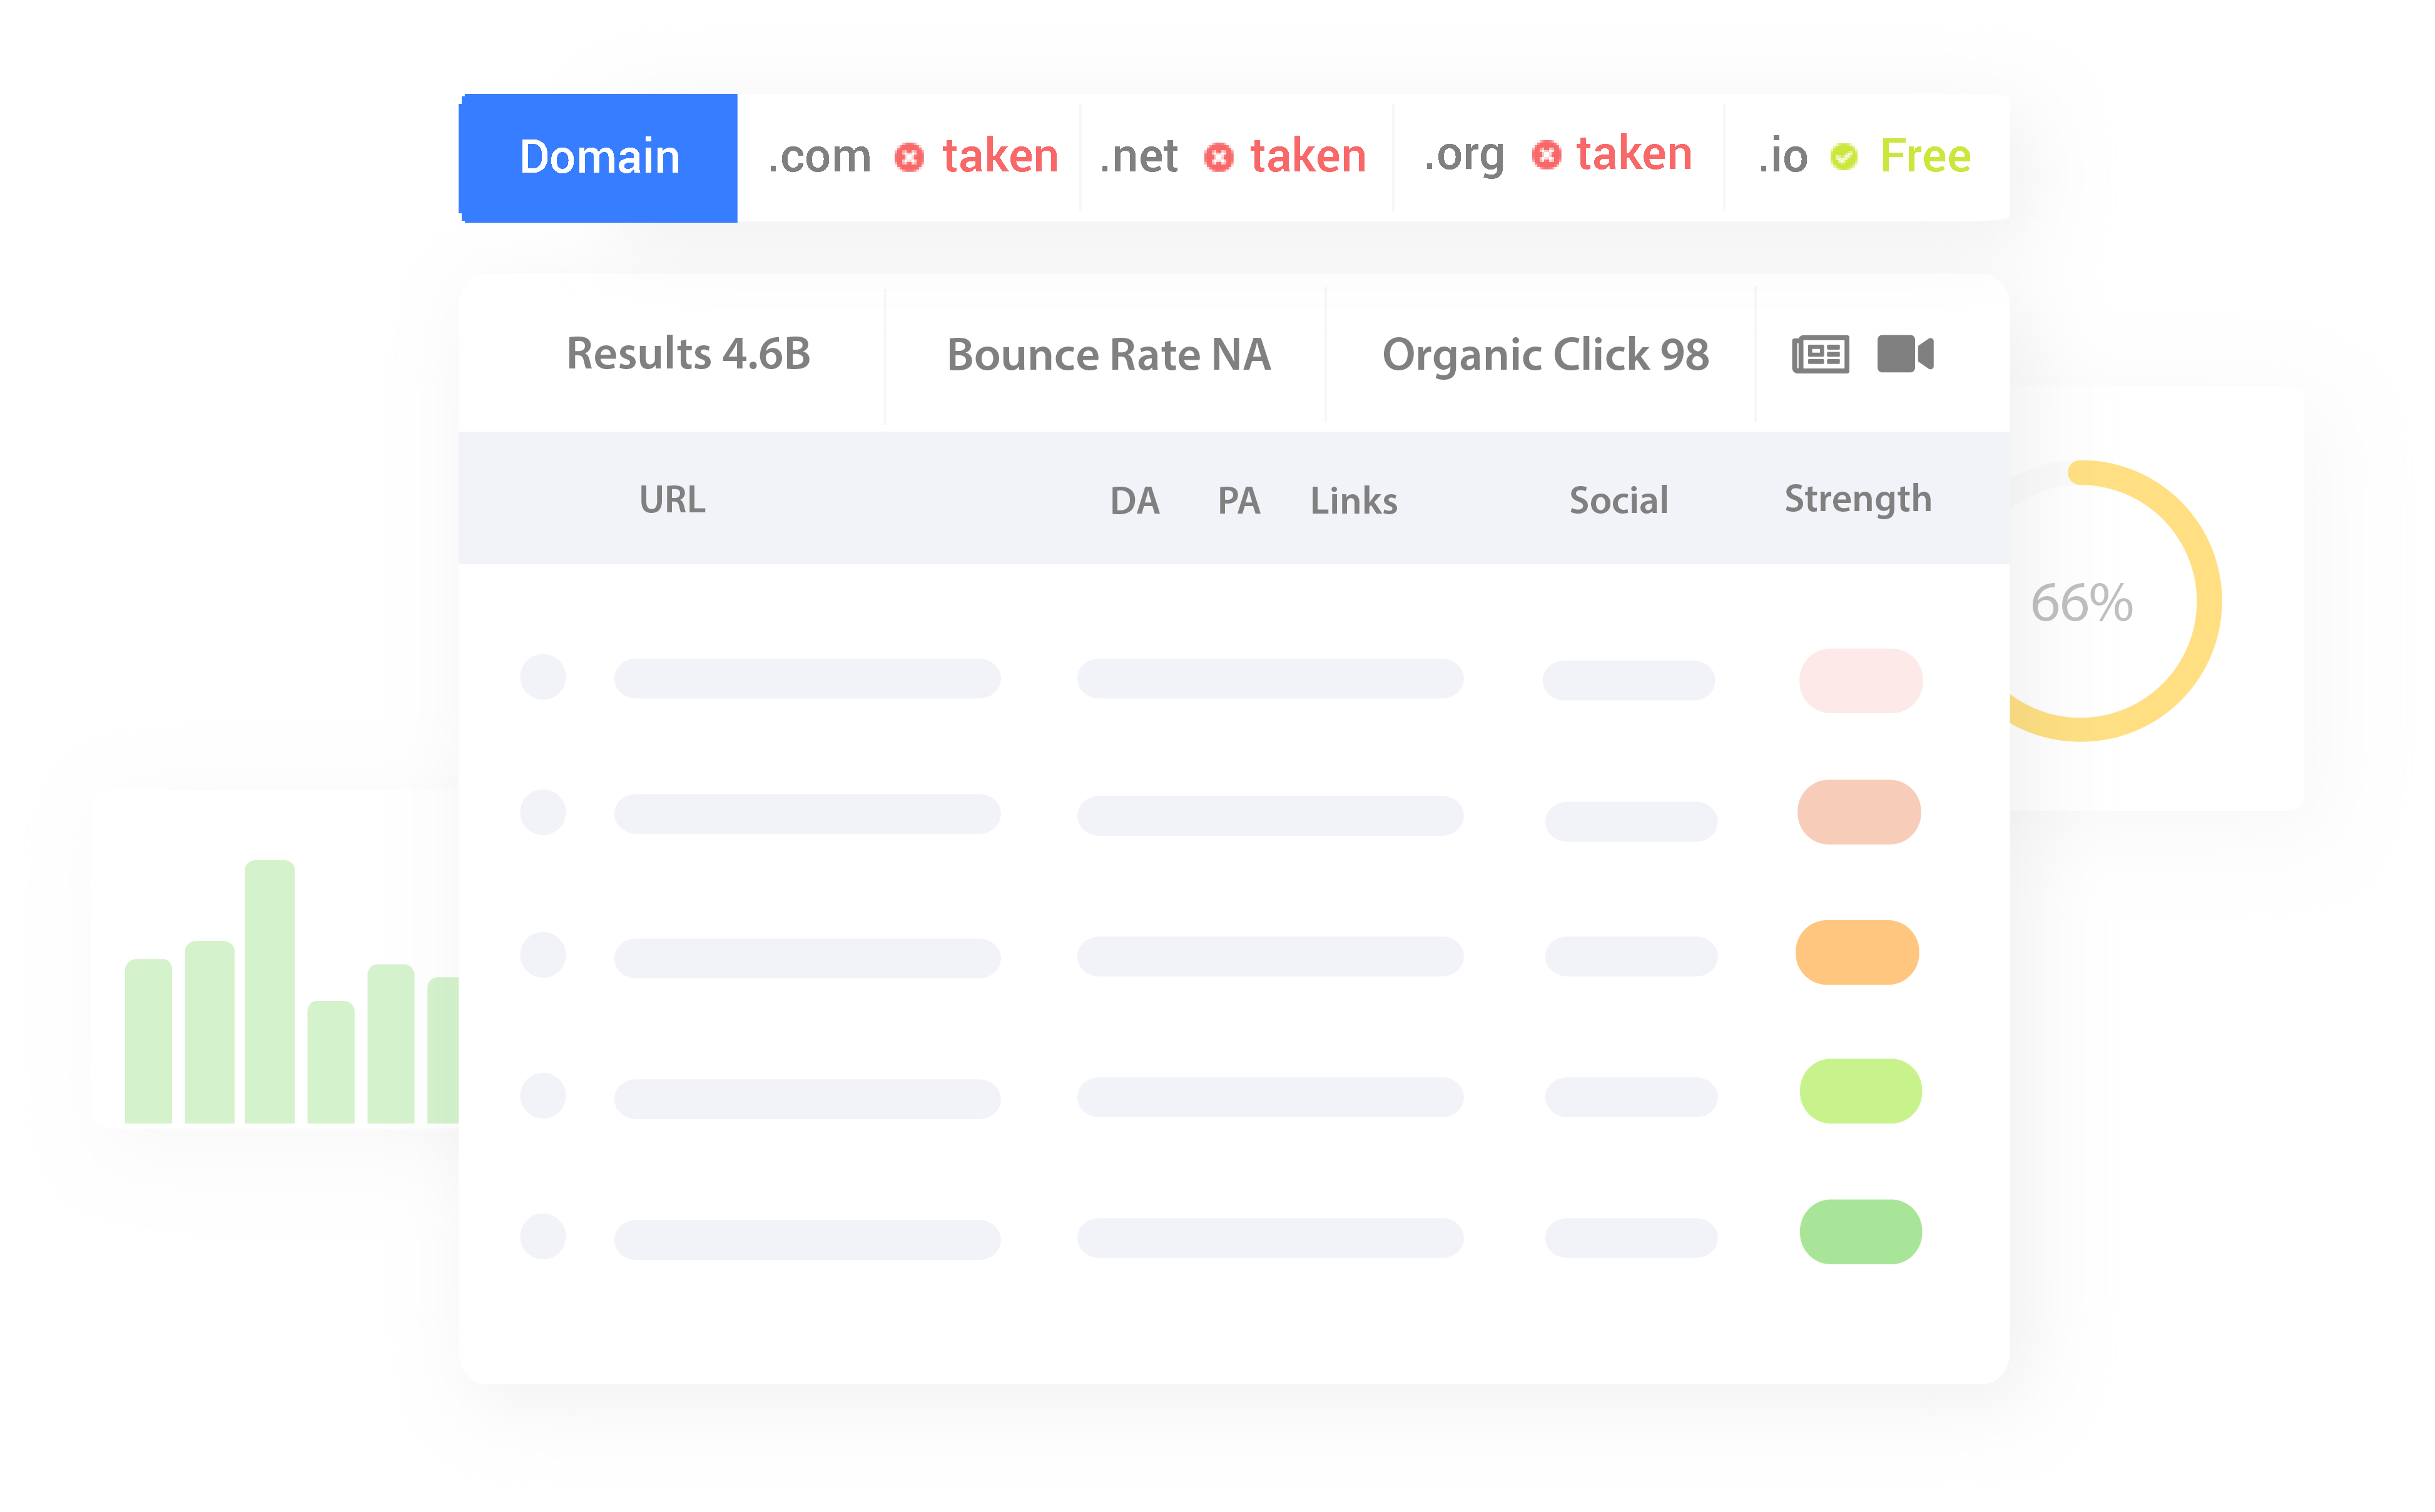 Domain .com taken .net taken .org taken .io Free
Results 4.6B Bounce Rate NA Organic Click 98
URL DA PA Links Social Strength
66%